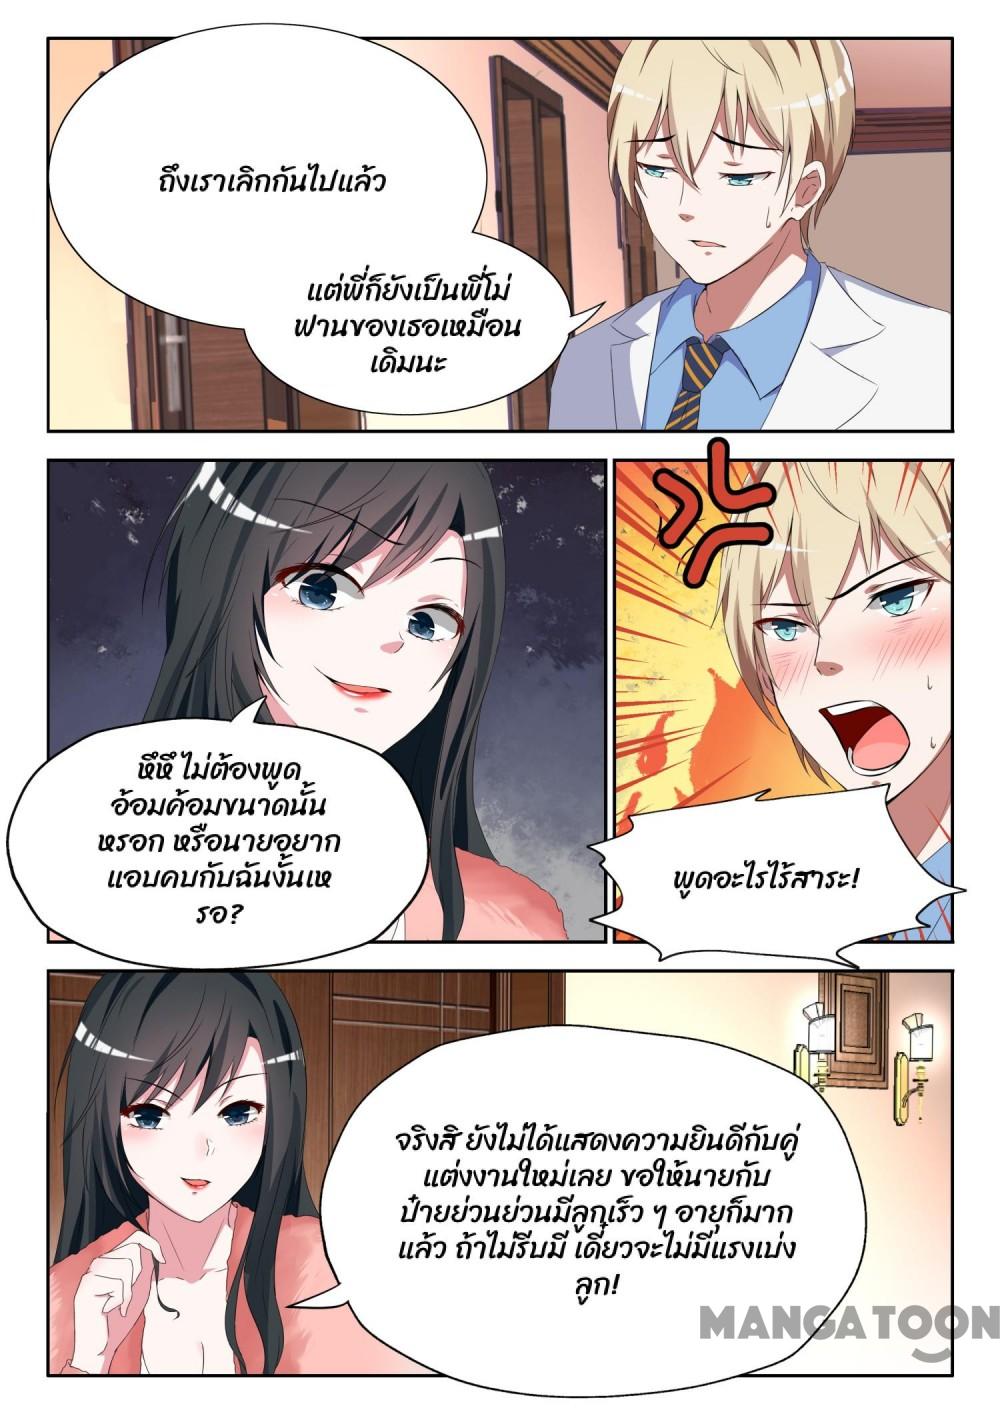 ถึงเราเลิกกันไปแล้ว
แต่พี่ก็ยังเป็นพี่โม่
ฟานของเธอเหมือน
เดิมนะ
หึหึ ไม่ต้องพูด
อ้อมค้อมขนาดนั้น
หรอก หรือนายอยาก
แอบคบกับฉันงั้นเห
รอ?
พูดอะไรไร้สาระ!
จริงสิ ยังไม่ได้แสดงความยินดีกับคู่
แต่งงานใหม่เลย ขอให้นายกับ
ป๋ายย่วนย่วนมีลูกเร็ว ๆ อายุก็มาก
แล้ว ถ้าไม่รีบมี เดี๋ยวจะไม่มีแรงเบ่ง
ลูก!
MANGATOON